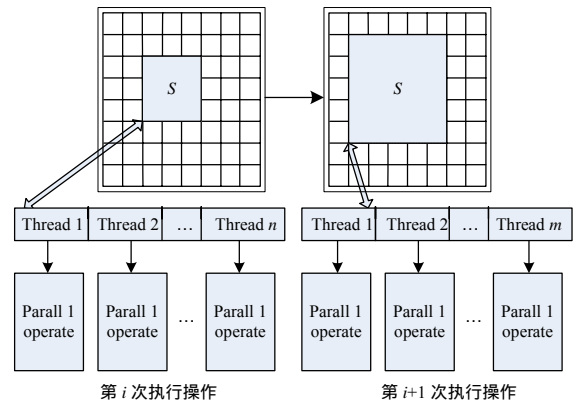 S
S
Thread 1 Thread 2 … Thread n
Thread 1 Thread 2 … Thread m
Parall 1
operate
Parall 1
operate
…
Parall 1
operate
Parall 1
operate
Parall 1
operate
…
Parall 1
operate
第 i 次执行操作
第 i+1 次执行操作